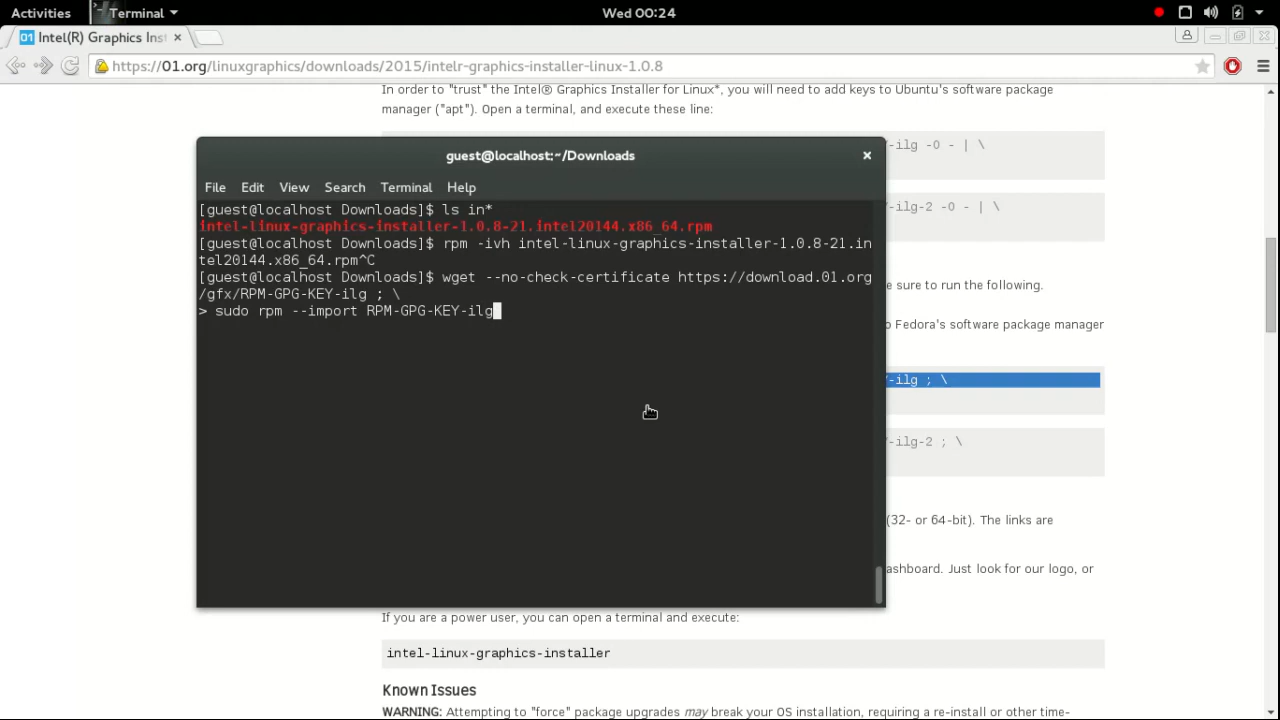 Activities
Terminal
Wed 00:24
01 Intel(R) Graphics Ins
https://01.org/linuxgraphics/downloads/2015/intelr-graphics-installer-linux-1.0.8
In order to "trust" the Intel® Graphics Installer for Linux*, you will need to add keys to Ubuntu's software package
manager ("apt"). Open a terminal, and execute these line:
-ilg -O - | \
guest@localhost:~/Downloads
File Edit View Search Terminal Help
[guest@localhost Downloads]$ ls in*
intel-linux-graphics-installer-1.0.8-21.intel20144.x86_64.rpm
[guest@localhost Downloads]$ rpm -ivh intel-linux-graphics-installer-1.0.8-21.in
tel20144.x86_64.rpm^C
[guest@localhost Downloads]$ wget --no-check-certificate https://download.01.org
/gfx/RPM-GPG-KEY-ilg ; \
> sudo rpm --import RPM-GPG-KEY-ilg
-ilg-2 -O - | \
e sure to run the following.
o Fedora's software package manager
-ilg ; \
-ilg-2 ; \
(32- or 64-bit). The links are
ashboard. Just look for our logo, or
If you are a power user, you can open a terminal and execute:
intel-linux-graphics-installer
Known Issues
WARNING: Attempting to "force" package upgrades may break your OS installation, requiring a re-install or other time-